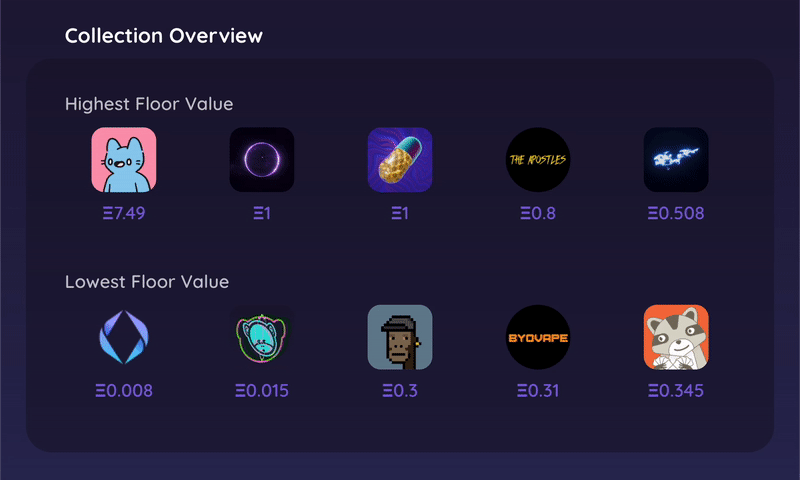 Collection Overview
Highest Floor Value
THE APOSTLES
Ξ7.49 Ξ1 Ξ1 Ξ0.8 Ξ0.508
Lowest Floor Value
BYOVAPE
Ξ0.008 Ξ0.015 Ξ0.3 Ξ0.31 Ξ0.345